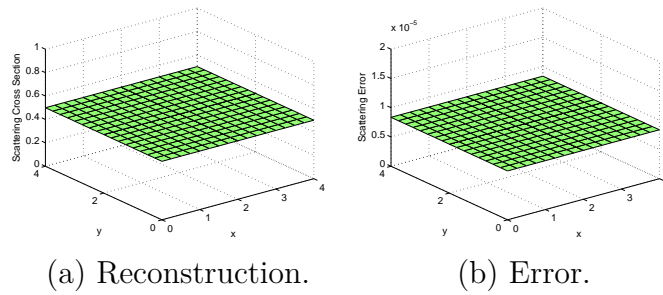 Scattering Cross Section
1
0.8
0.6
0.4
0.2
0
4
2
0
y
0
1
2
3
4
x
x 10^-5
Scattering Error
2
1.5
1
0.5
0
4
2
0
y
0
1
2
3
x
(a) Reconstruction.
(b) Error.